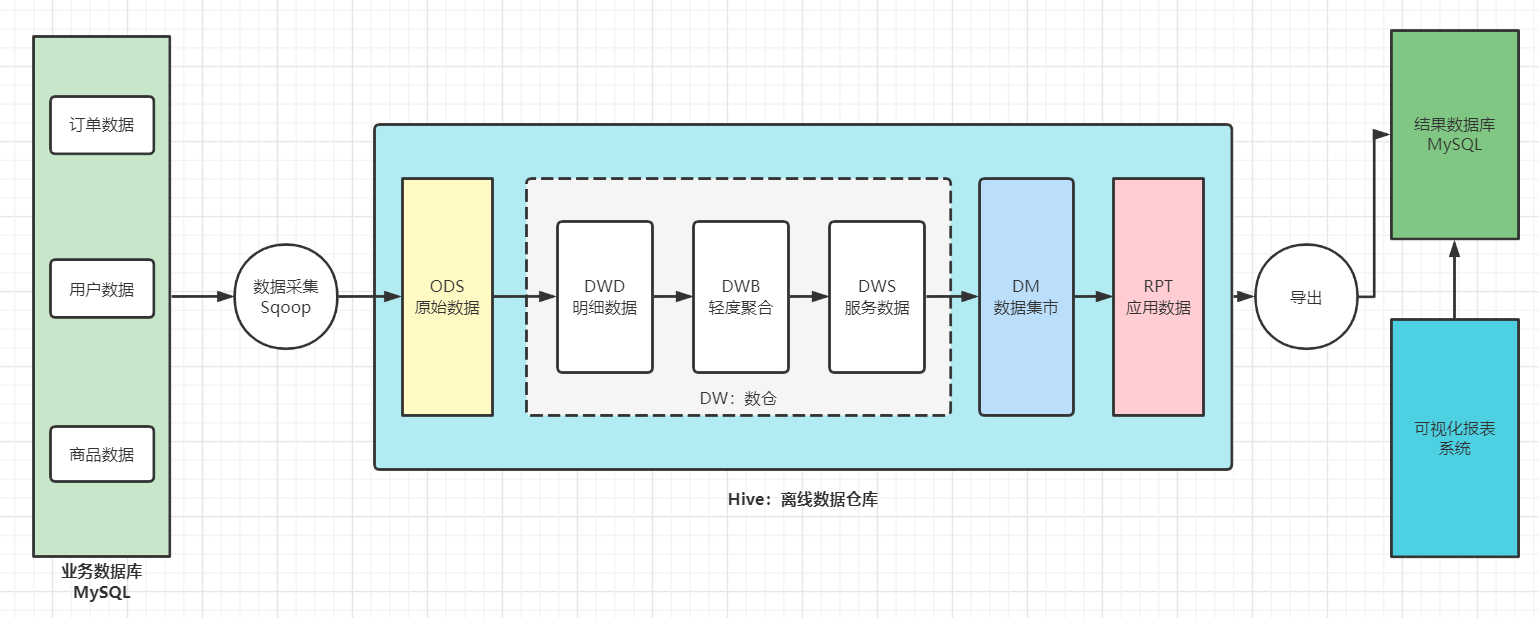 订单数据
用户数据
商品数据
业务数据库
MySQL
数据采集
Sqoop
ODS
原始数据
DWD
明细数据
DWB
轻度聚合
DWS
服务数据
DW：数仓
DM
数据集市
RPT
应用数据
Hive：离线数据仓库
导出
结果数据库
MySQL
可视化报表
系统